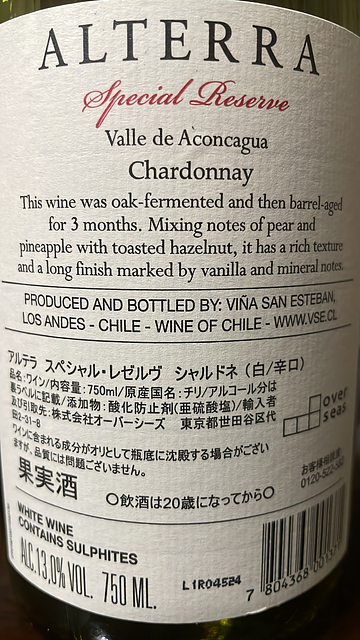 ALTERRA
Special Reserve
Valle de Aconcagua
Chardonnay
This wine was oak-fermented and then barrel-aged
for 3 months. Mixing notes of pear and
pineapple with toasted hazelnut, it has a rich texture
and a long finish marked by vanilla and mineral notes.
PRODUCED AND BOTTLED BY: VIÑA SAN ESTEBAN,
LOS ANDES - CHILE - WINE OF CHILE - WWW.VSE.CL
アルテラ スペシャル・レゼルヴ シャルドネ(白/辛口)
品名:ワイン/内容量:750ml/原産国名:チリ/アルコール分は
裏ラベルに記載/添加物:酸化防止剤(亜硫酸塩)/輸入者
及び引取先:株式会社オーバーシーズ 東京都世田谷区代
田2-31-8
over
seas
ワインに含まれる成分がオリとして瓶底に沈殿する場合がござい
ますが、品質には問題ございません。
果実酒
お客様相談室
0120-522-
○飲酒は20歳になってから○
WHITE WINE
CONTAINS SULPHITES
ALC.13,0% VOL. 750 ML.
L1R04524
7 804368 001